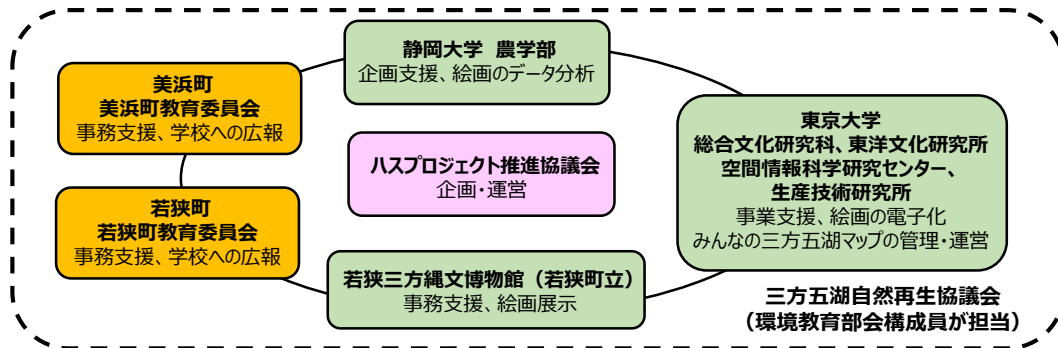 静岡大学 農学部
企画支援、絵画のデータ分析
美浜町
美浜町教育委員会
事務支援、学校への広報
東京大学
総合文化研究科、東洋文化研究所
空間情報科学研究センター、
生産技術研究所
事業支援、絵画の電子化
みんなの三方五湖マップの管理・運営
ハスプロジェクト推進協議会
企画・運営
若狭町
若狭町教育委員会
事務支援、学校への広報
若狭三方縄文博物館（若狭町立）
事務支援、絵画展示
三方五湖自然再生協議会
（環境教育部会構成員が担当）